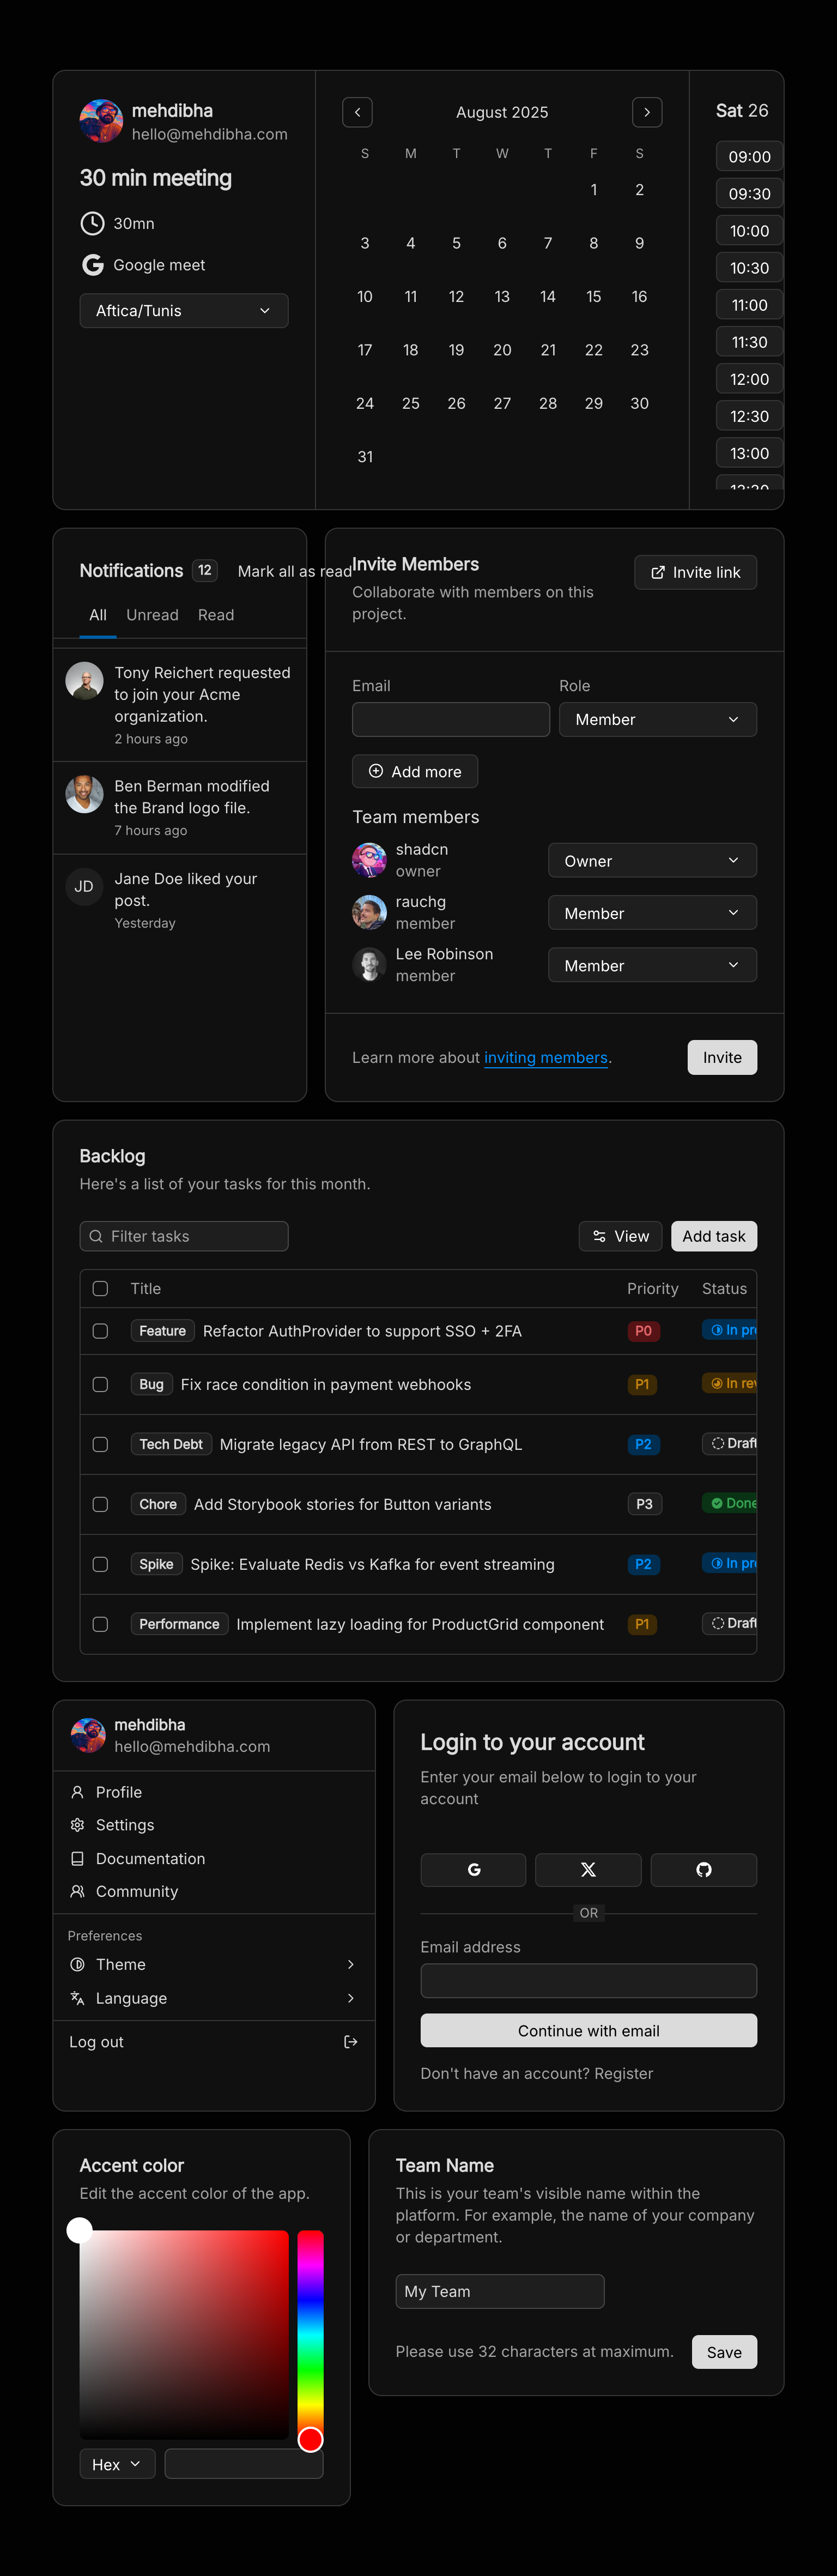 mehdibha
hello@mehdibha.com
30 min meeting
30mn
Google meet
Aftica/Tunis
August 2025
S M T W T F S
1 2
3 4 5 6 7 8 9
10 11 12 13 14 15 16
17 18 19 20 21 22 23
24 25 26 27 28 29 30
31
Sat 26
09:00
09:30
10:00
10:30
11:00
11:30
12:00
12:30
13:00
Notifications 12 Mark all as read
All Unread Read
Tony Reichert requested
to join your Acme
organization.
2 hours ago
Ben Berman modified
the Brand logo file.
7 hours ago
JD
Jane Doe liked your
post.
Yesterday
Invite Members
Collaborate with members on this
project.
Invite link
Email Role
Member
Add more
Team members
shadcn
owner
Owner
rauchg
member
Member
Lee Robinson
member
Member
Learn more about inviting members.
Invite
Backlog
Here's a list of your tasks for this month.
Filter tasks View Add task
Title Priority Status
Feature Refactor AuthProvider to support SSO + 2FA P0 In pr
Bug Fix race condition in payment webhooks P1 In re
Tech Debt Migrate legacy API from REST to GraphQL P2 Draft
Chore Add Storybook stories for Button variants P3 Done
Spike Spike: Evaluate Redis vs Kafka for event streaming P2 In pr
Performance Implement lazy loading for ProductGrid component P1 Draft
mehdibha
hello@mehdibha.com
Profile
Settings
Documentation
Community
Preferences
Theme
Language
Log out
Login to your account
Enter your email below to login to your
account
OR
Email address
Continue with email
Don't have an account? Register
Accent color
Edit the accent color of the app.
Hex
Team Name
This is your team's visible name within the
platform. For example, the name of your company
or department.
My Team
Please use 32 characters at maximum.
Save